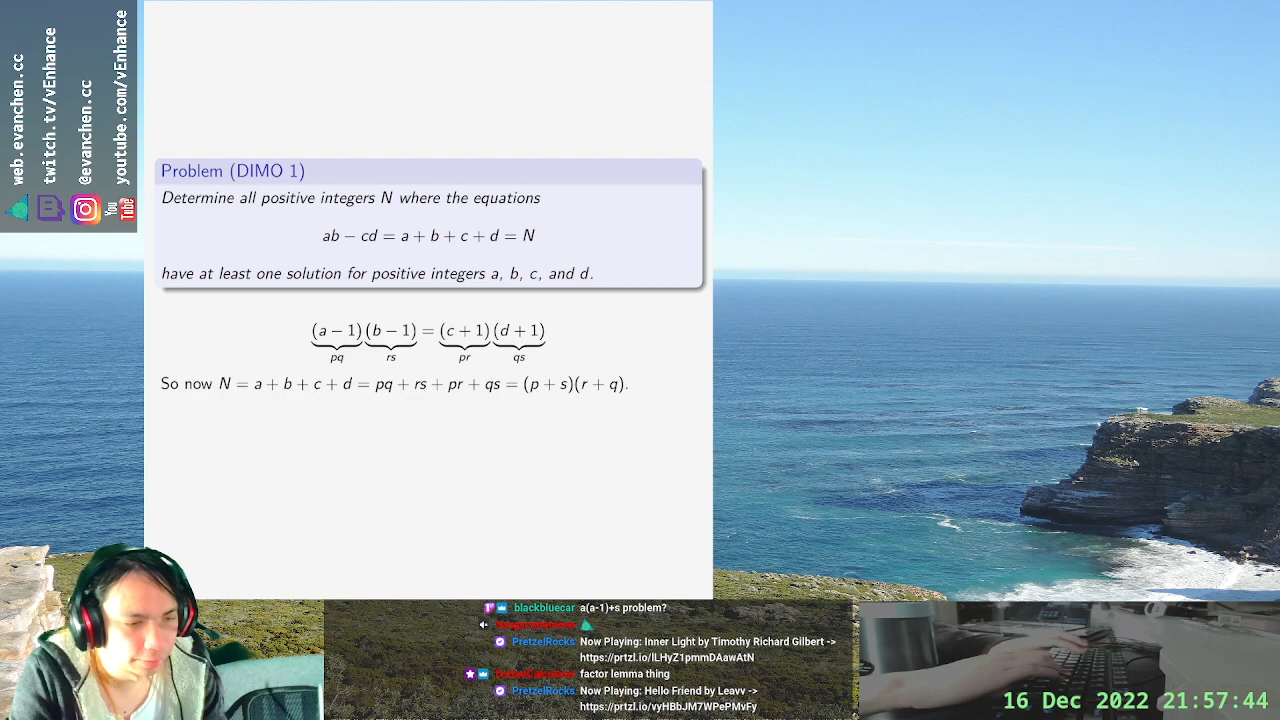 web.evanchen.cc
twitch.tv/vEnhance
@evanchen.cc
youtube.com/vEnhance
You
Tube
Problem (DIMO 1)
Determine all positive integers N where the equations
ab − cd = a + b + c + d = N
have at least one solution for positive integers a, b, c, and d.
(a − 1)(b − 1) = (c + 1)(d + 1)
pq rs pr qs
So now N = a + b + c + d = pq + rs + pr + qs = (p + s)(r + q).
blackbluecar a(a-1)+s problem?
PretzelRocks Now Playing: Inner Light by Timothy Richard Gilbert ->
https://prtzl.io/lLHyZ1pmmDAawAtN
factor lemma thing
PretzelRocks Now Playing: Hello Friend by Leavv ->
https://prtzl.io/vyHBbJM7WPePMvFy
16 Dec 2022 21:57:44